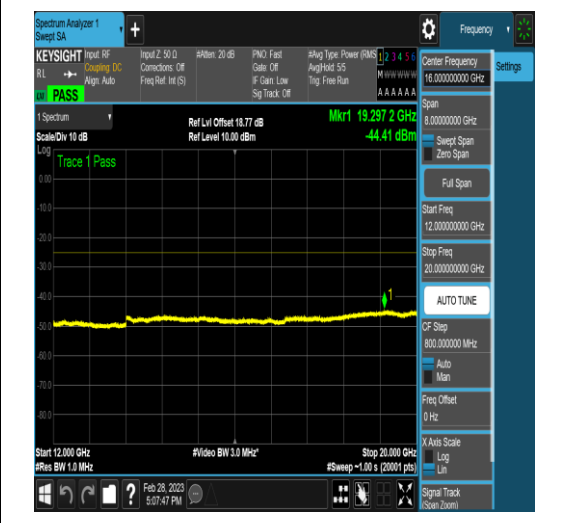 Spectrum Analyzer 1
Swept SA
+
Frequency
KEYSIGHT
RL
Input: RF
Coupling: DC
Align: Auto
Input Z: 50 Ω
Corrections: Off
Freq Ref: Int (S)
#Atten: 20 dB
PNO: Fast
Gate: Off
IF Gain: Low
Sig Track: Off
#Avg Type: Power (RMS
Avg|Hold: 5/5
Trig: Free Run
1 2 3 4 5 6
M W W W W W
A A A A A A
PASS
1 Spectrum
Scale/Div 10 dB
Ref Lvl Offset 18.77 dB
Ref Level 10.00 dBm
Mkr1 19.297 2 GHz
-44.41 dBm
Log
Trace 1 Pass
0.00
-10.0
-20.0
-30.0
-40.0
-50.0
-60.0
-70.0
-80.0
1
Start 12.000 GHz
#Res BW 1.0 MHz
#Video BW 3.0 MHz*
Stop 20.000 GHz
#Sweep ~1.00 s (20001 pts)
?
Feb 28, 2023
5:07:47 PM
Center Frequency
16.000000000 GHz
Settings
Span
8.00000000 GHz
Swept Span
Zero Span
Full Span
Start Freq
12.000000000 GHz
Stop Freq
20.000000000 GHz
AUTO TUNE
CF Step
800.000000 MHz
Auto
Man
Freq Offset
0 Hz
X Axis Scale
Log
Lin
Signal Track
(Span Zoom)